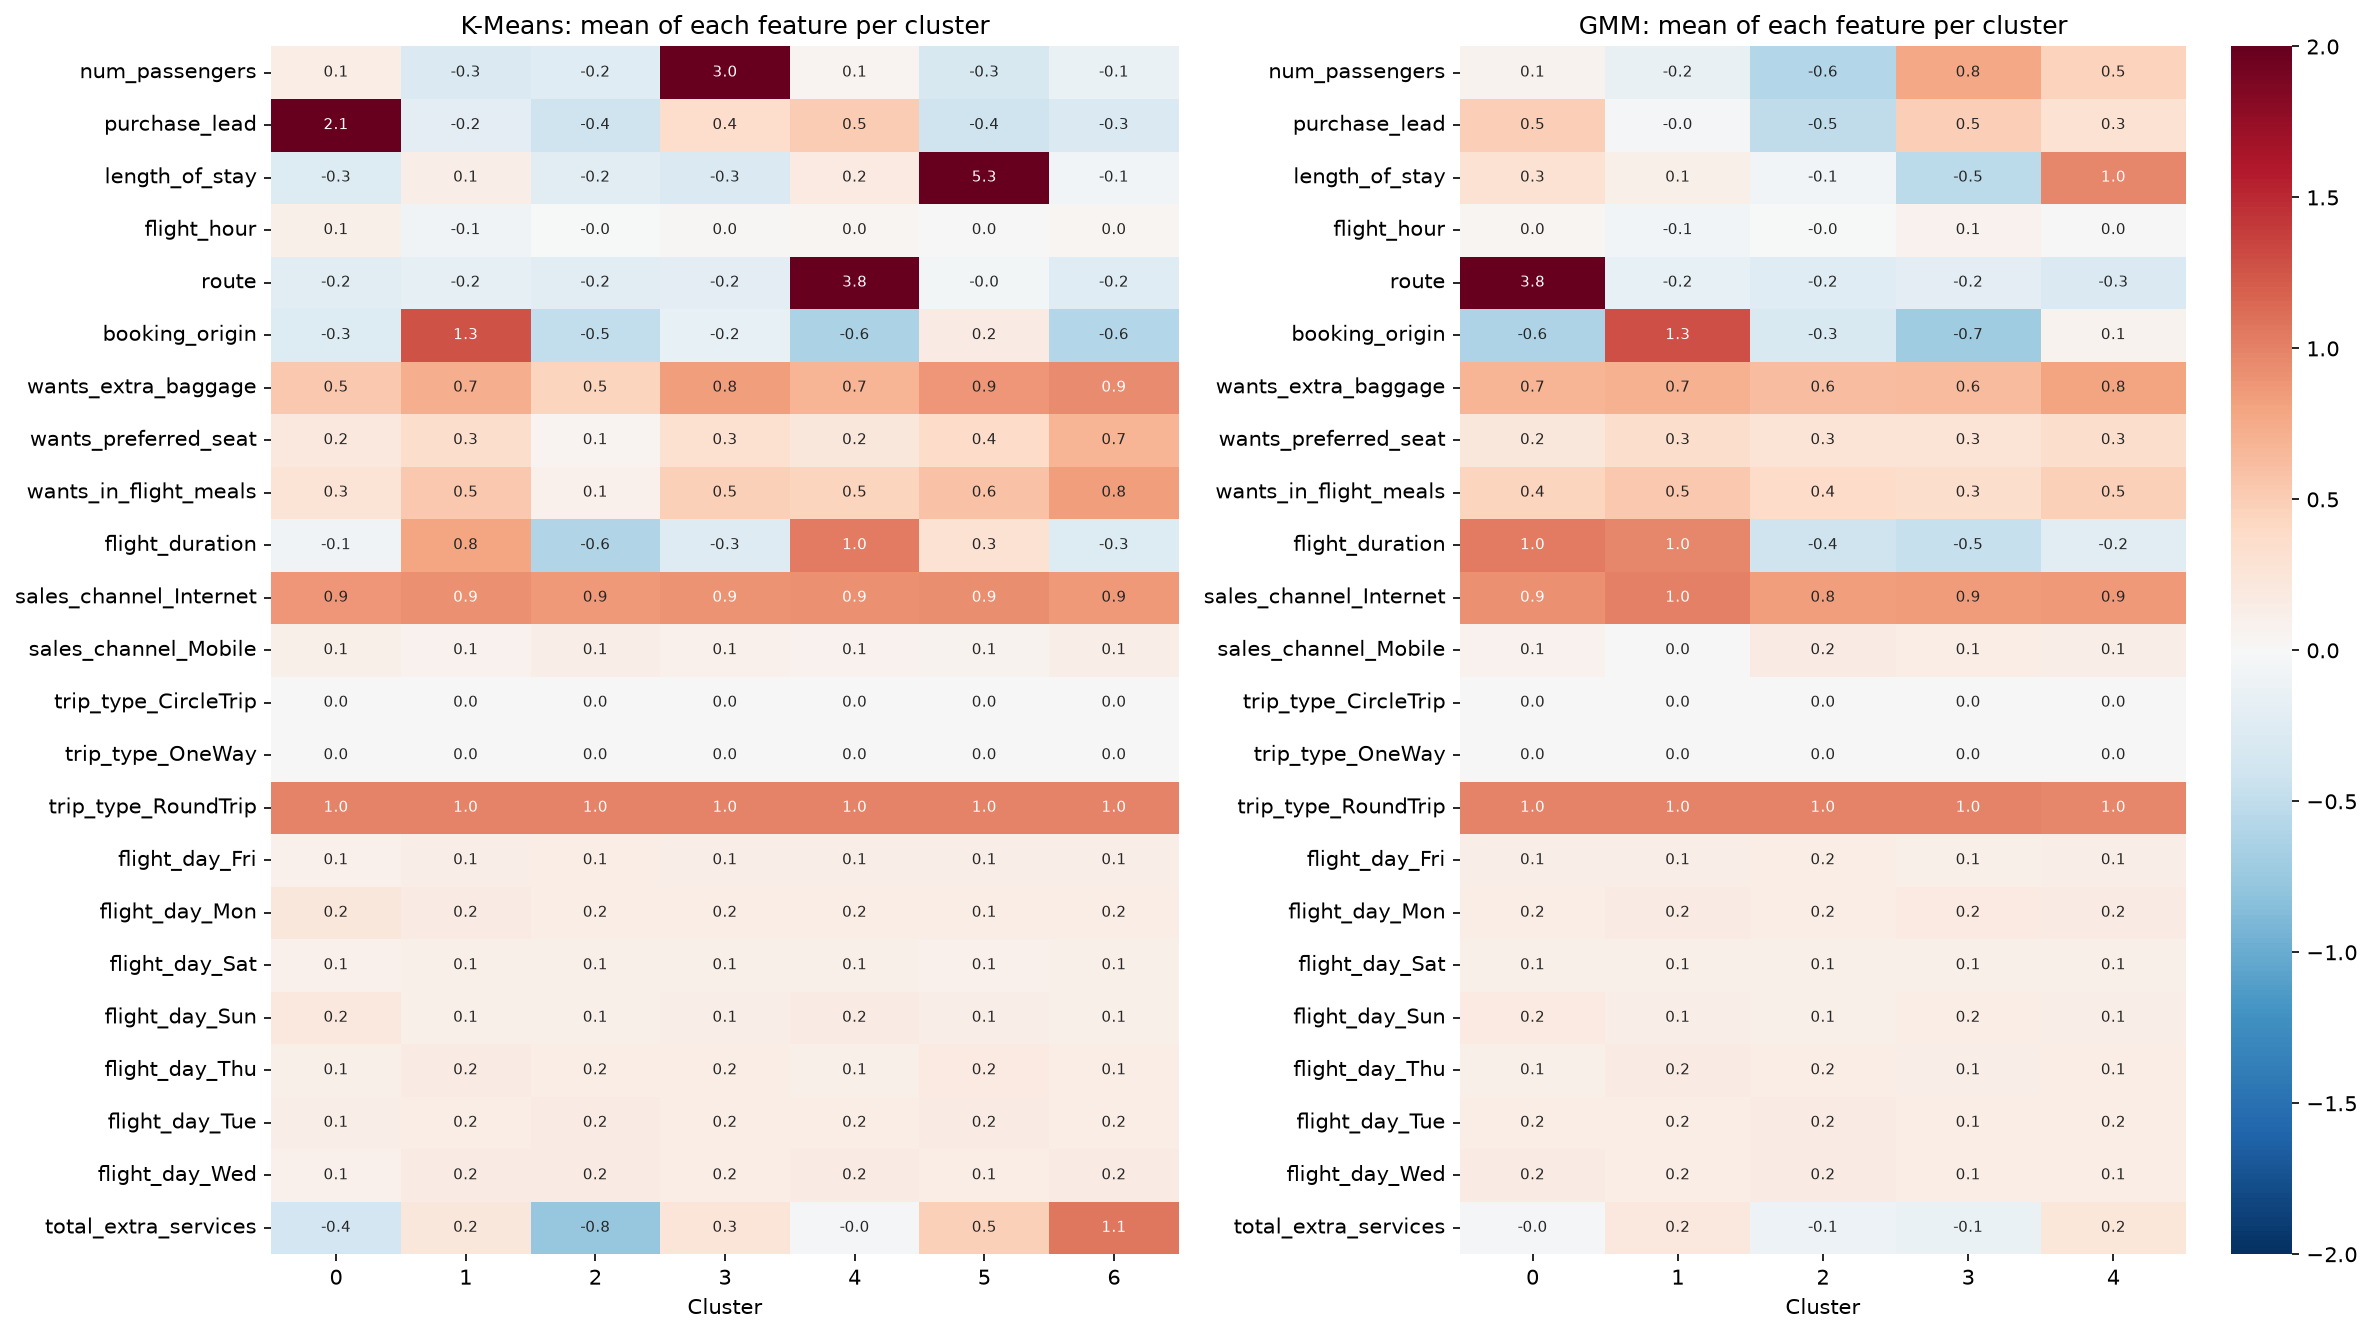 K-Means: mean of each feature per cluster
num_passengers 0.1 -0.3 -0.2 3.0 0.1 -0.3 -0.1
purchase_lead 2.1 -0.2 -0.4 0.4 0.5 -0.4 -0.3
length_of_stay -0.3 0.1 -0.2 -0.3 0.2 5.3 -0.1
flight_hour 0.1 -0.1 -0.0 0.0 0.0 0.0 0.0
route -0.2 -0.2 -0.2 -0.2 3.8 -0.0 -0.2
booking_origin -0.3 1.3 -0.5 -0.2 -0.6 0.2 -0.6
wants_extra_baggage 0.5 0.7 0.5 0.8 0.7 0.9 0.9
wants_preferred_seat 0.2 0.3 0.1 0.3 0.2 0.4 0.7
wants_in_flight_meals 0.3 0.5 0.1 0.5 0.5 0.6 0.8
flight_duration -0.1 0.8 -0.6 -0.3 1.0 0.3 -0.3
sales_channel_Internet 0.9 0.9 0.9 0.9 0.9 0.9 0.9
sales_channel_Mobile 0.1 0.1 0.1 0.1 0.1 0.1 0.1
trip_type_CircleTrip 0.0 0.0 0.0 0.0 0.0 0.0 0.0
trip_type_OneWay 0.0 0.0 0.0 0.0 0.0 0.0 0.0
trip_type_RoundTrip 1.0 1.0 1.0 1.0 1.0 1.0 1.0
flight_day_Fri 0.1 0.1 0.1 0.1 0.1 0.1 0.1
flight_day_Mon 0.2 0.2 0.2 0.2 0.2 0.1 0.2
flight_day_Sat 0.1 0.1 0.1 0.1 0.1 0.1 0.1
flight_day_Sun 0.2 0.1 0.1 0.1 0.2 0.1 0.1
flight_day_Thu 0.1 0.2 0.2 0.2 0.1 0.2 0.1
flight_day_Tue 0.1 0.2 0.2 0.2 0.2 0.2 0.2
flight_day_Wed 0.1 0.2 0.2 0.2 0.2 0.1 0.2
total_extra_services -0.4 0.2 -0.8 0.3 -0.0 0.5 1.1
0 1 2 3 4 5 6
Cluster
GMM: mean of each feature per cluster
num_passengers 0.1 -0.2 -0.6 0.8 0.5
purchase_lead 0.5 -0.0 -0.5 0.5 0.3
length_of_stay 0.3 0.1 -0.1 -0.5 1.0
flight_hour 0.0 -0.1 -0.0 0.1 0.0
route 3.8 -0.2 -0.2 -0.2 -0.3
booking_origin -0.6 1.3 -0.3 -0.7 0.1
wants_extra_baggage 0.7 0.7 0.6 0.6 0.8
wants_preferred_seat 0.2 0.3 0.3 0.3 0.3
wants_in_flight_meals 0.4 0.5 0.4 0.3 0.5
flight_duration 1.0 1.0 -0.4 -0.5 -0.2
sales_channel_Internet 0.9 1.0 0.8 0.9 0.9
sales_channel_Mobile 0.1 0.0 0.2 0.1 0.1
trip_type_CircleTrip 0.0 0.0 0.0 0.0 0.0
trip_type_OneWay 0.0 0.0 0.0 0.0 0.0
trip_type_RoundTrip 1.0 1.0 1.0 1.0 1.0
flight_day_Fri 0.1 0.1 0.2 0.1 0.1
flight_day_Mon 0.2 0.2 0.2 0.2 0.2
flight_day_Sat 0.1 0.1 0.1 0.1 0.1
flight_day_Sun 0.2 0.1 0.1 0.2 0.1
flight_day_Thu 0.1 0.2 0.2 0.1 0.1
flight_day_Tue 0.2 0.2 0.2 0.1 0.2
flight_day_Wed 0.2 0.2 0.2 0.1 0.1
total_extra_services -0.0 0.2 -0.1 -0.1 0.2
0 1 2 3 4
Cluster
2.0
1.5
1.0
0.5
0.0
−0.5
−1.0
−1.5
−2.0